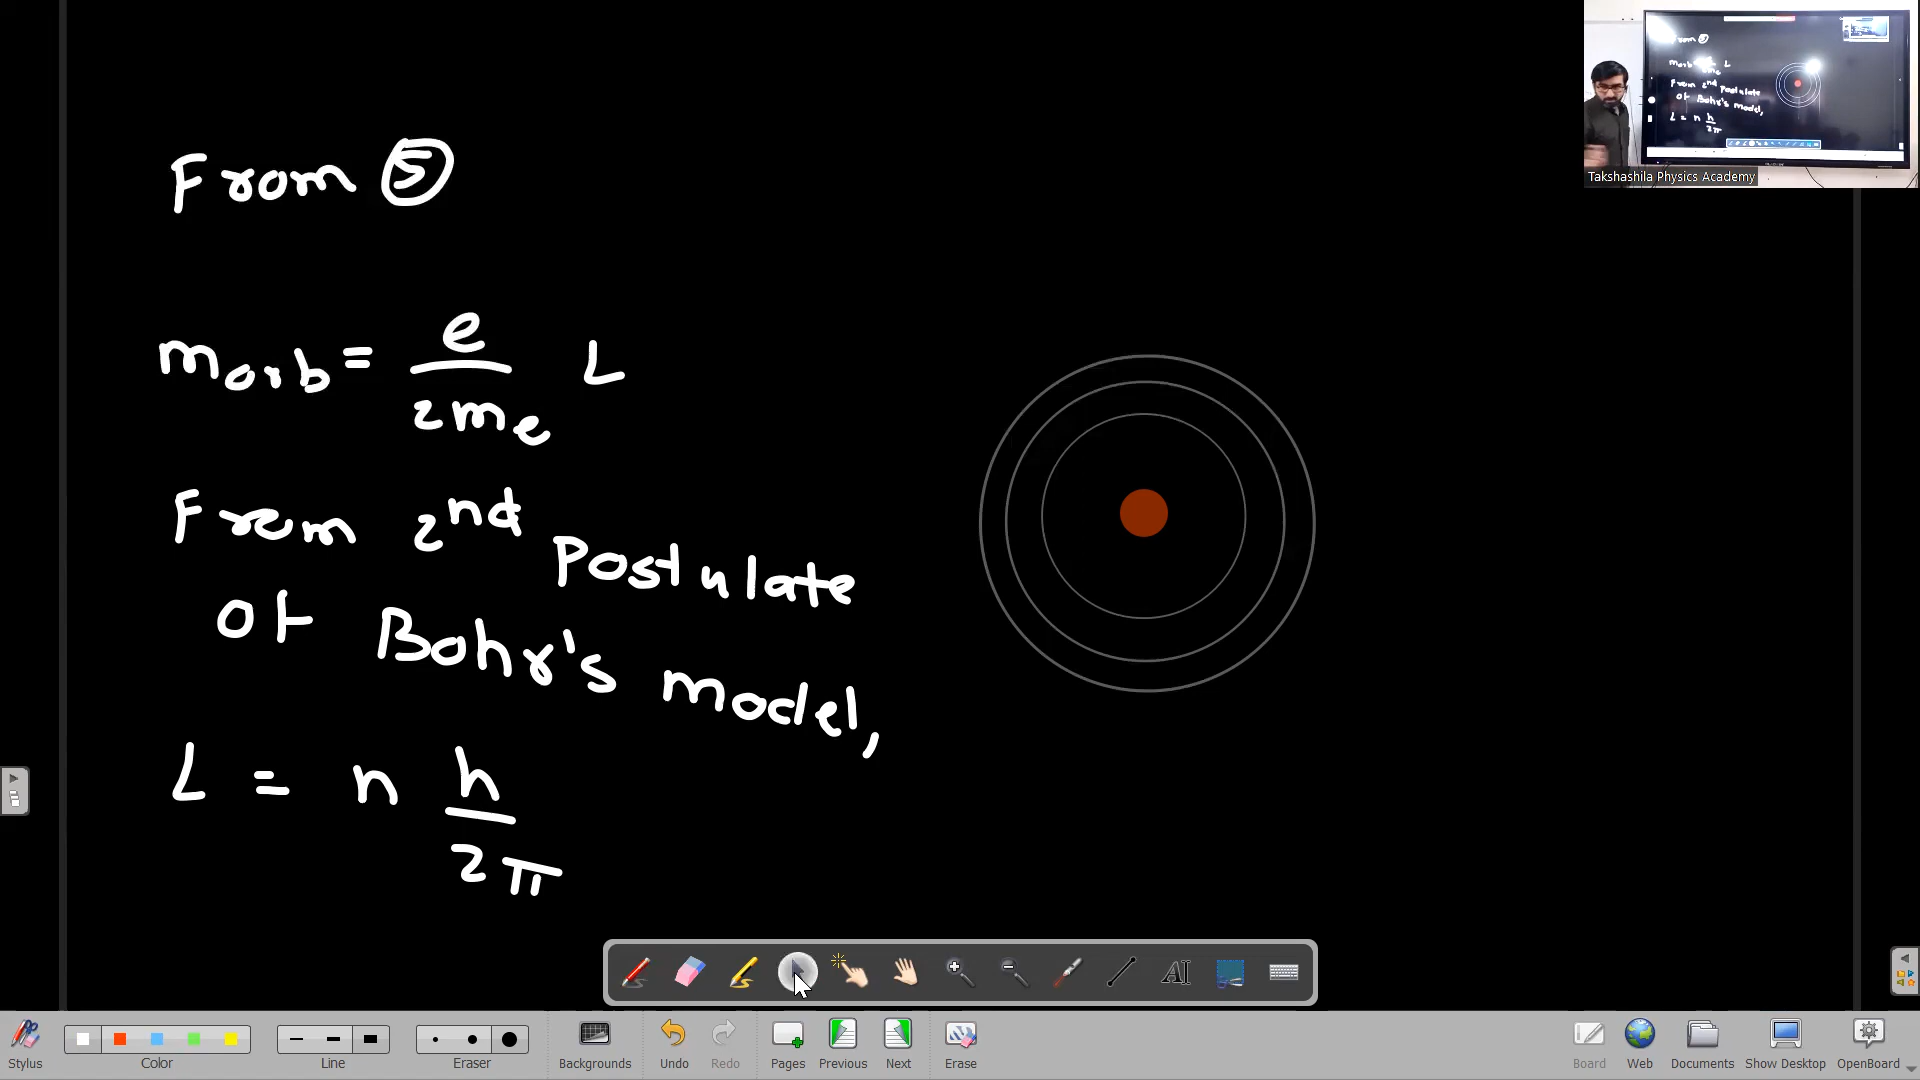 From ⑤
morb = e/2me L
From 2nd Postulate
of Bohr's model,
L = n h/2π
Takshashila Physics Academy
Stylus
Color
Line
Eraser
Backgrounds
Undo
Redo
Pages
Previous
Next
Erase
Board
Web
Documents
Show Desktop
OpenBoard